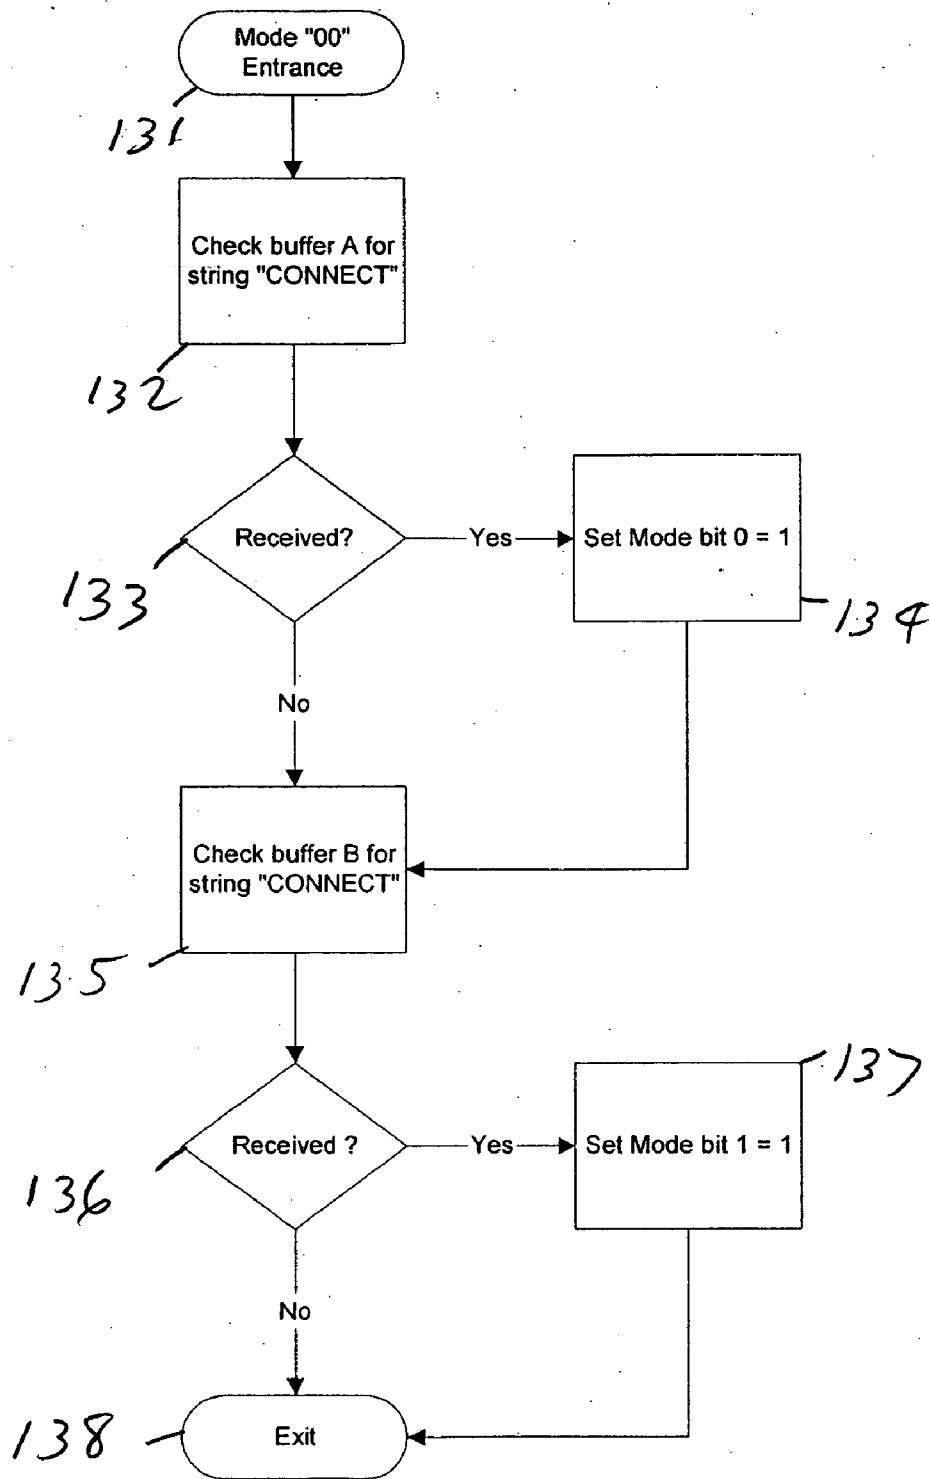 Mode "00"
Entrance
131
Check buffer A for
string "CONNECT"
132
Received?
Yes
Set Mode bit 0 = 1
133
134
No
Check buffer B for
string "CONNECT"
135
137
Received ?
Yes
Set Mode bit 1 = 1
136
No
Exit
138